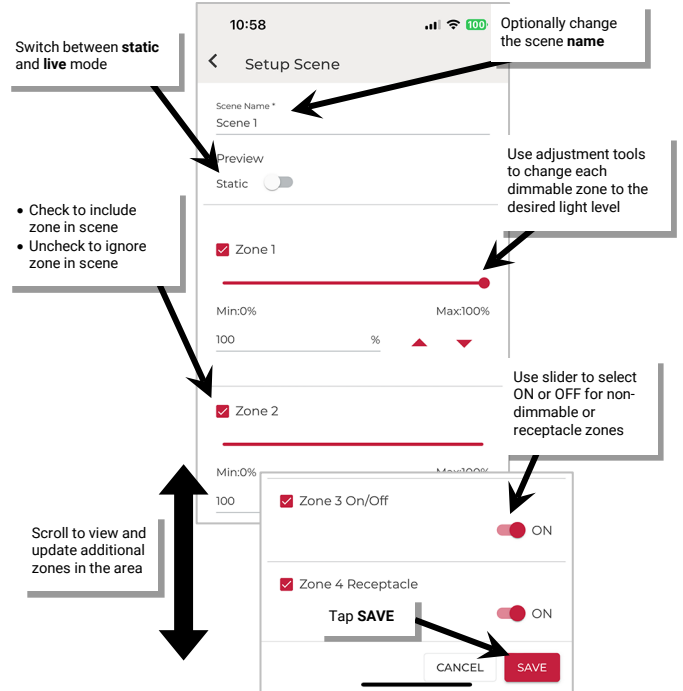 10:58
100
Optionally change
the scene name
Switch between static
and live mode
Setup Scene
Scene Name *
Scene 1
Preview
Static
Use adjustment tools
to change each
dimmable zone to the
desired light level
• Check to include
zone in scene
• Uncheck to ignore
zone in scene
Zone 1
Min:0% Max:100%
100 %
Use slider to select
ON or OFF for non-
dimmable or
receptacle zones
Zone 2
Min:0% Max:100%
100
Zone 3 On/Off
ON
Scroll to view and
update additional
zones in the area
Zone 4 Receptacle
ON
Tap SAVE
CANCEL SAVE